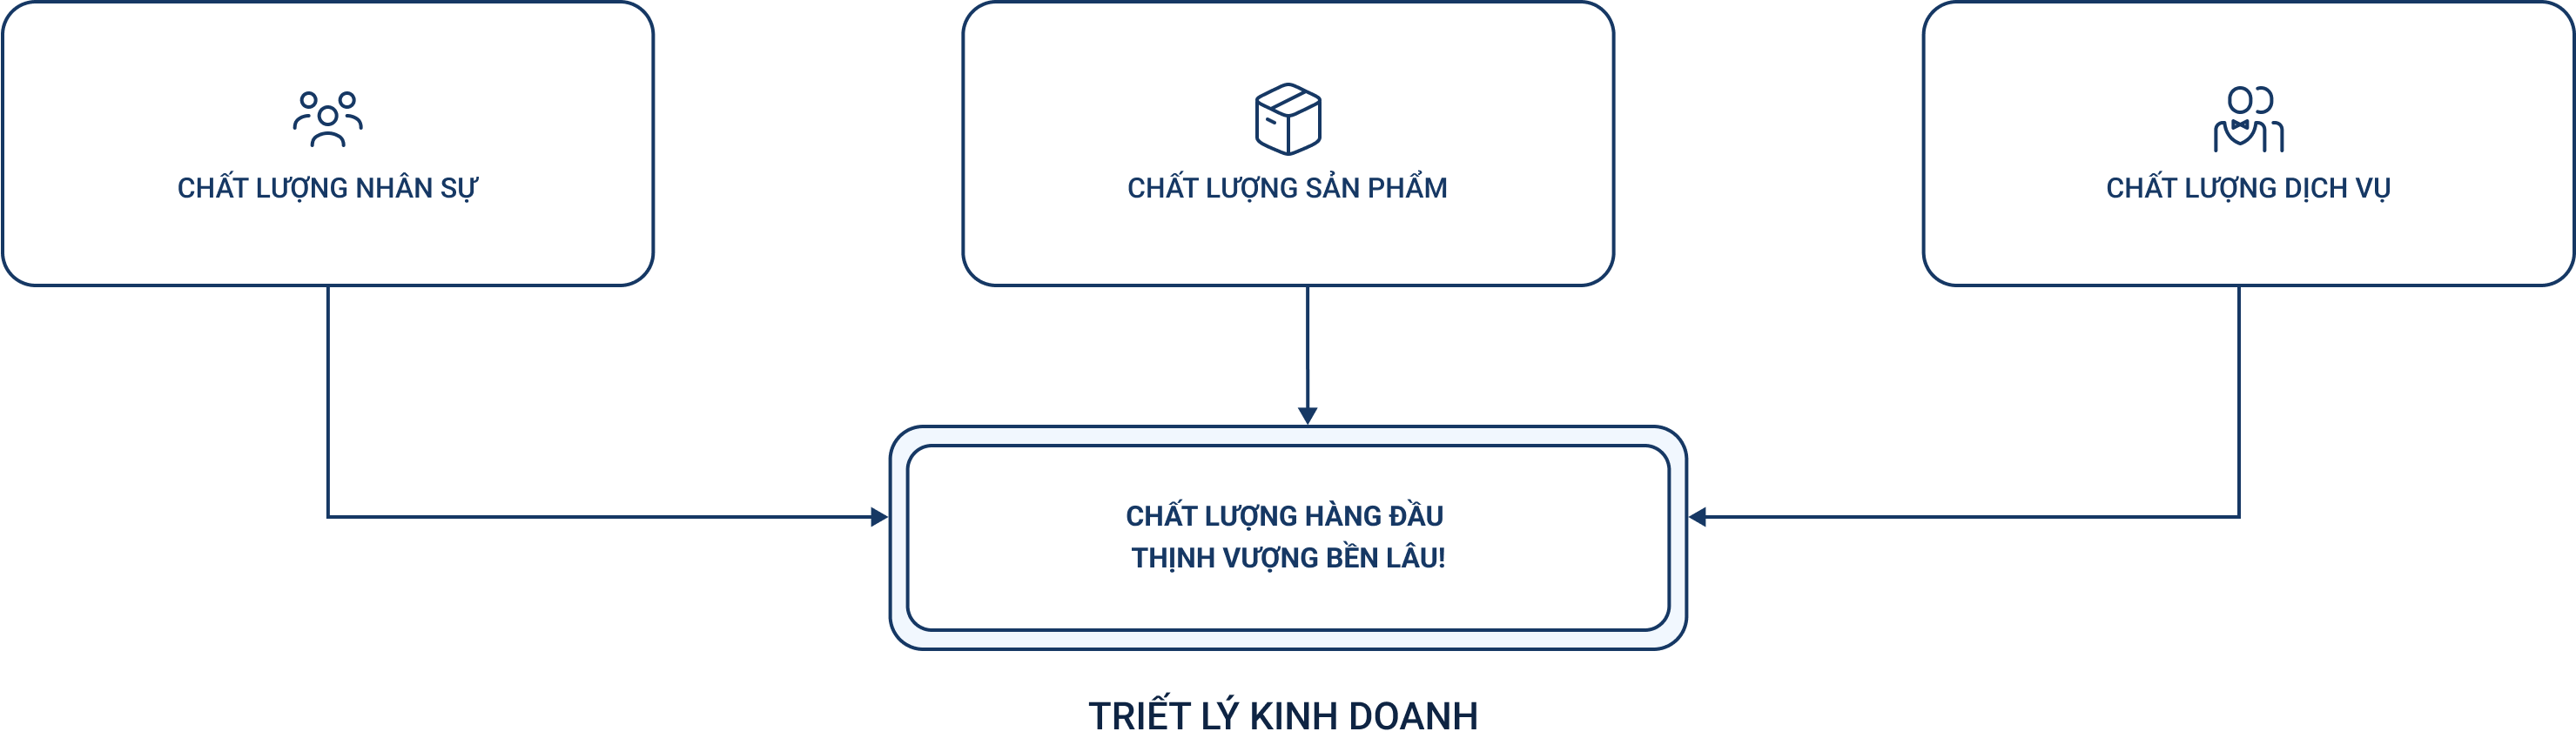 CHẤT LƯỢNG NHÂN SỰ
CHẤT LƯỢNG SẢN PHẨM
CHẤT LƯỢNG DỊCH VỤ
CHẤT LƯỢNG HÀNG ĐẦU
THỊNH VƯỢNG BỀN LÂU!
TRIẾT LÝ KINH DOANH